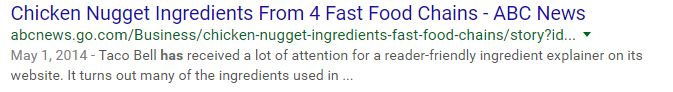 Chicken Nugget Ingredients From 4 Fast Food Chains - ABC News
abcnews.go.com/Business/chicken-nugget-ingredients-fast-food-chains/story?id...
May 1, 2014 - Taco Bell has received a lot of attention for a reader-friendly ingredient explainer on its
website. It turns out many of the ingredients used in ...